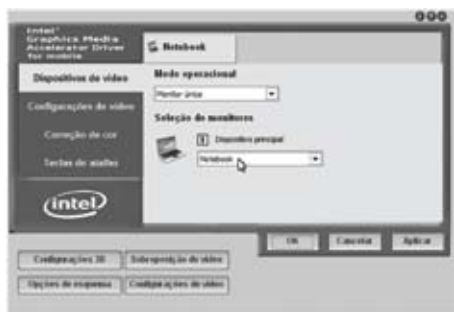 Intel®
Graphics Media
Accelerator Driver
for mobile
Notebook
Dispositivos de vídeo
Configurações de vídeo
Correção de cor
Teclas de atalho
intel
Modo operacional
Monitor único
Seleção de monitores
1 Dispositivo principal
Notebook
OK
Cancelar
Aplicar
Configurações 3D
Sobreposição de vídeo
Opções de esquema
Configurações de vídeo